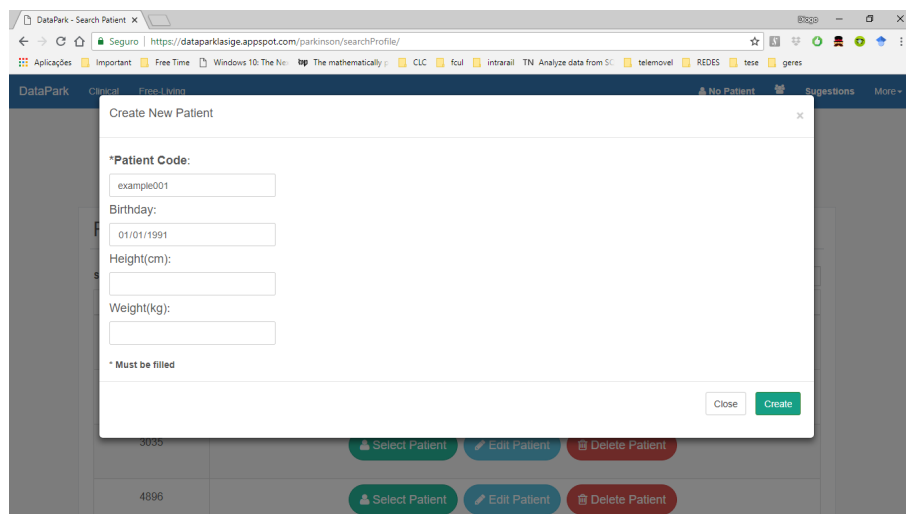 DataPark - Search Patient
Diogo
Seguro | https://dataparklasige.appspot.com/parkinson/searchProfile/
Aplicações Important Free Time Windows 10: The Ne CLC fcul intrarail TN Analyze data from SC telemovel REDES tese geres
bp The mathematically p
DataPark Clinical Free-Living No Patient Sugestions More
Create New Patient ×
*Patient Code:
example001
Birthday:
01/01/1991
Height(cm):
Weight(kg):
* Must be filled
Close Create
3035 Select Patient Edit Patient Delete Patient
4896 Select Patient Edit Patient Delete Patient